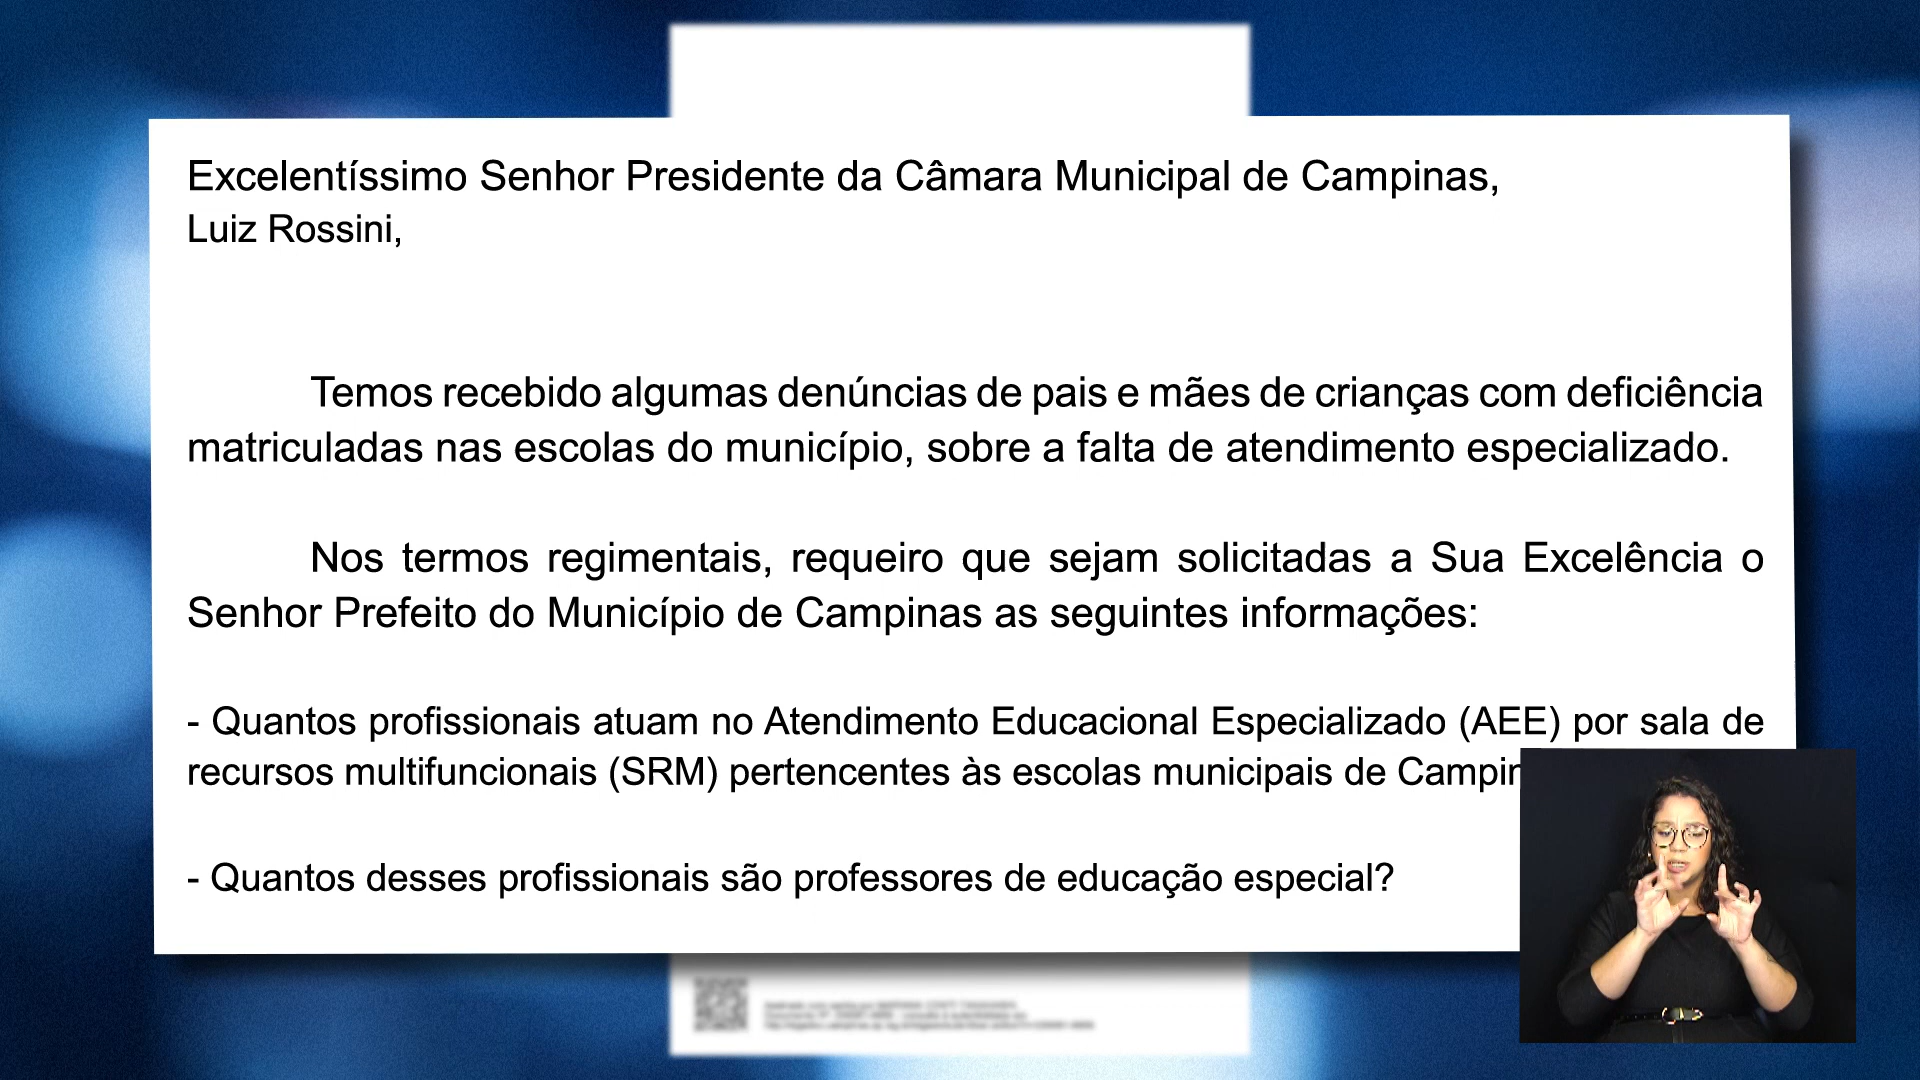 Excelentíssimo Senhor Presidente da Câmara Municipal de Campinas,
Luiz Rossini,
Temos recebido algumas denúncias de pais e mães de crianças com deficiência
matriculadas nas escolas do município, sobre a falta de atendimento especializado.
Nos termos regimentais, requeiro que sejam solicitadas a Sua Excelência o
Senhor Prefeito do Município de Campinas as seguintes informações:
- Quantos profissionais atuam no Atendimento Educacional Especializado (AEE) por sala de
recursos multifuncionais (SRM) pertencentes às escolas municipais de Campin
- Quantos desses profissionais são professores de educação especial?